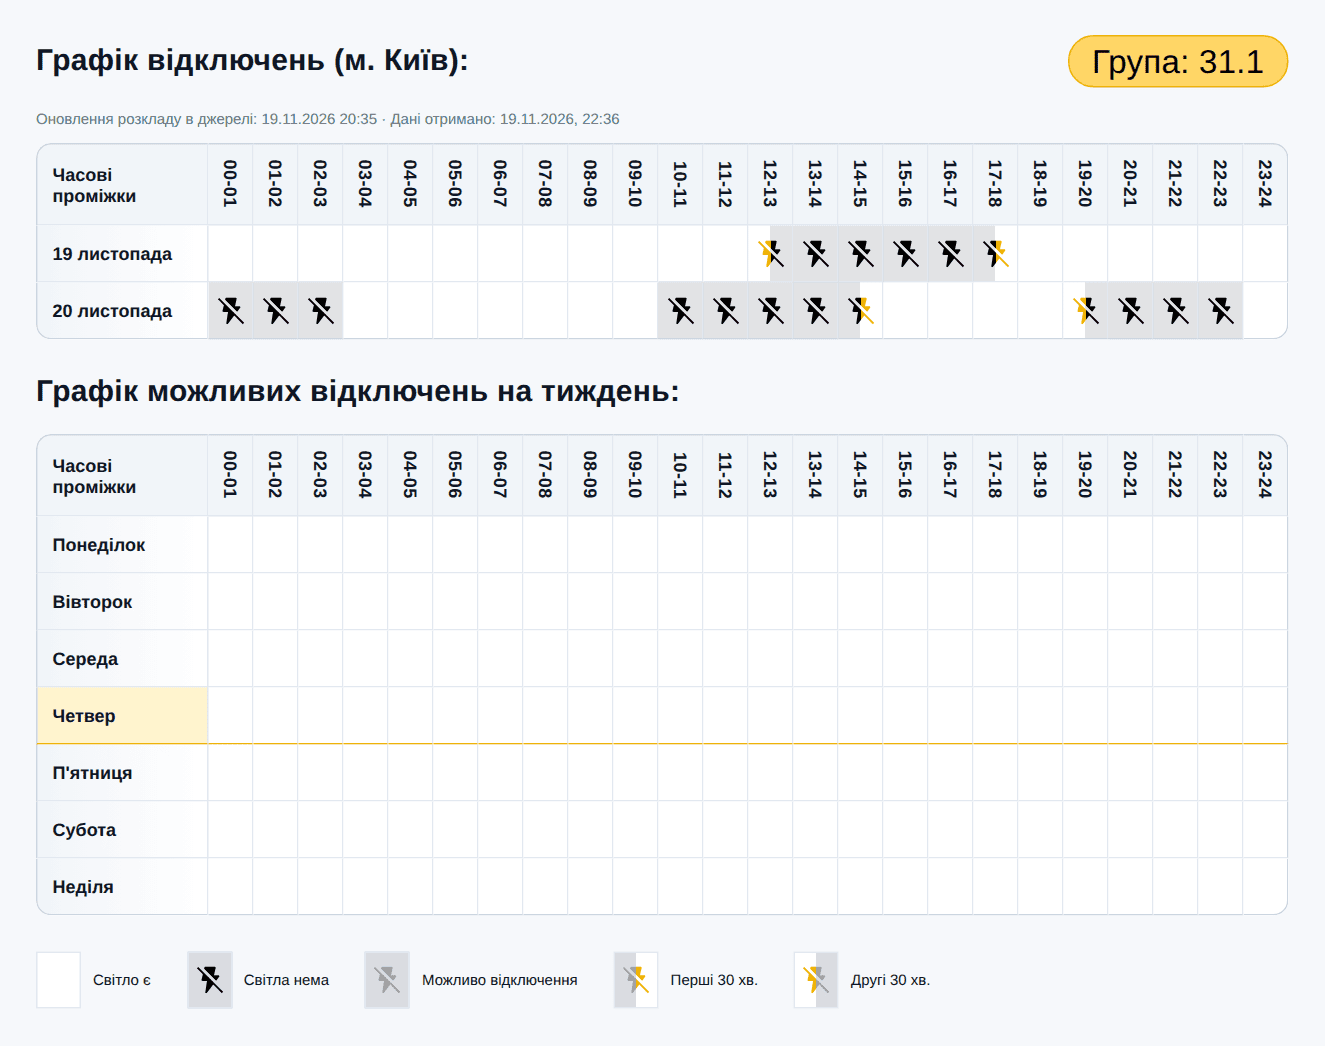 Графік відключень (м. Київ):
Група: 31.1
Оновлення розкладу в джерелі: 19.11.2026 20:35 · Дані отримано: 19.11.2026, 22:36
Часові проміжки 00-01 01-02 02-03 03-04 04-05 05-06 06-07 07-08 08-09 09-10 10-11 11-12 12-13 13-14 14-15 15-16 16-17 17-18 18-19 19-20 20-21 21-22 22-23 23-24
19 листопада
20 листопада
Графік можливих відключень на тиждень:
Часові проміжки 00-01 01-02 02-03 03-04 04-05 05-06 06-07 07-08 08-09 09-10 10-11 11-12 12-13 13-14 14-15 15-16 16-17 17-18 18-19 19-20 20-21 21-22 22-23 23-24
Понеділок
Вівторок
Середа
Четвер
П'ятниця
Субота
Неділя
Світло є Світла нема Можливо відключення Перші 30 хв. Другі 30 хв.